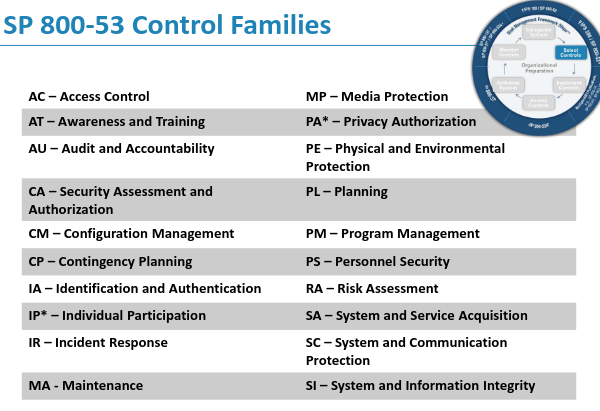 SP 800-53 Control Families
AC – Access Control
MP – Media Protection
AT – Awareness and Training
PA* – Privacy Authorization
AU – Audit and Accountability
PE – Physical and Environmental
Protection
CA – Security Assessment and
Authorization
PL – Planning
CM – Configuration Management
PM – Program Management
CP – Contingency Planning
PS – Personnel Security
IA – Identification and Authentication
RA – Risk Assessment
IP* – Individual Participation
SA – System and Service Acquisition
IR – Incident Response
SC – System and Communication
Protection
MA - Maintenance
SI – System and Information Integrity
Select
Controls
Organizational
Preparation